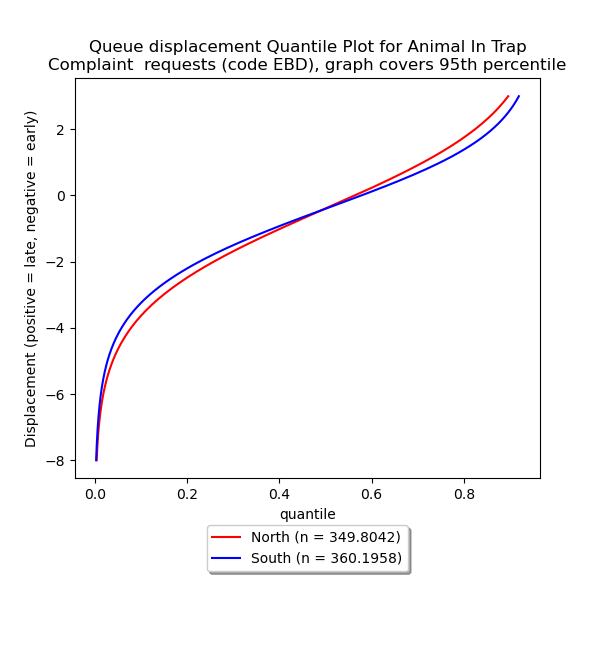 Queue displacement Quantile Plot for Animal In Trap
Complaint  requests (code EBD), graph covers 95th percentile
Displacement (positive = late, negative = early)
2
0
−2
−4
−6
−8
0.0 0.2 0.4 0.6 0.8
quantile
North (n = 349.8042)
South (n = 360.1958)